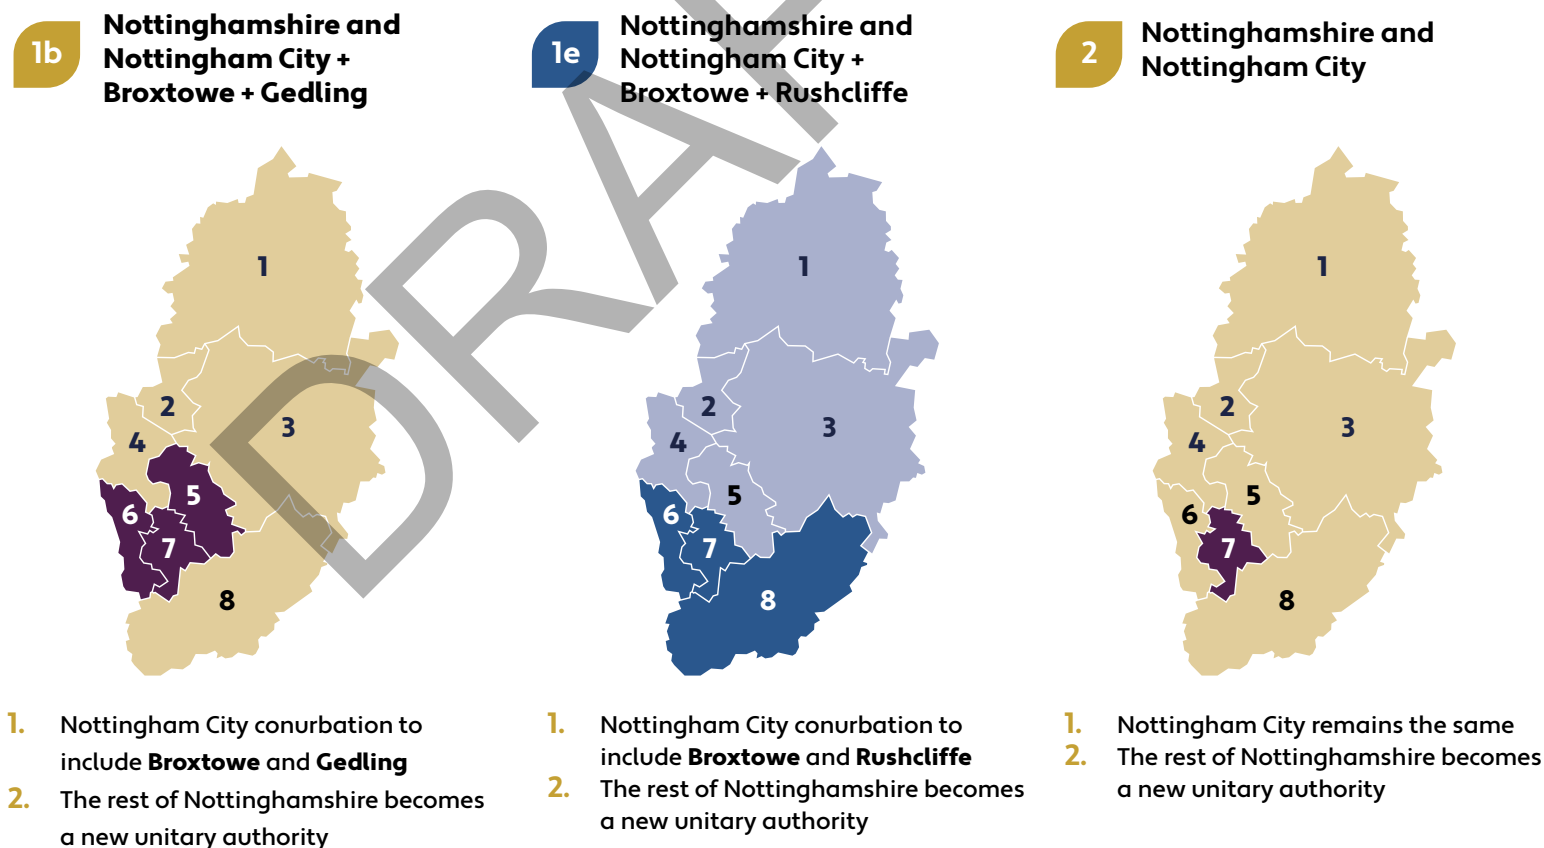 1b
Nottinghamshire and
Nottingham City +
Broxtowe + Gedling
1
2
3
4
5
6
7
8
1. Nottingham City conurbation to
include Broxtowe and Gedling
2. The rest of Nottinghamshire becomes
a new unitary authority
1e
Nottinghamshire and
Nottingham City +
Broxtowe + Rushcliffe
1
2
3
4
5
6
7
8
1. Nottingham City conurbation to
include Broxtowe and Rushcliffe
2. The rest of Nottinghamshire becomes
a new unitary authority
2
Nottinghamshire and
Nottingham City
1
2
3
4
5
6
7
8
1. Nottingham City remains the same
2. The rest of Nottinghamshire becomes
a new unitary authority